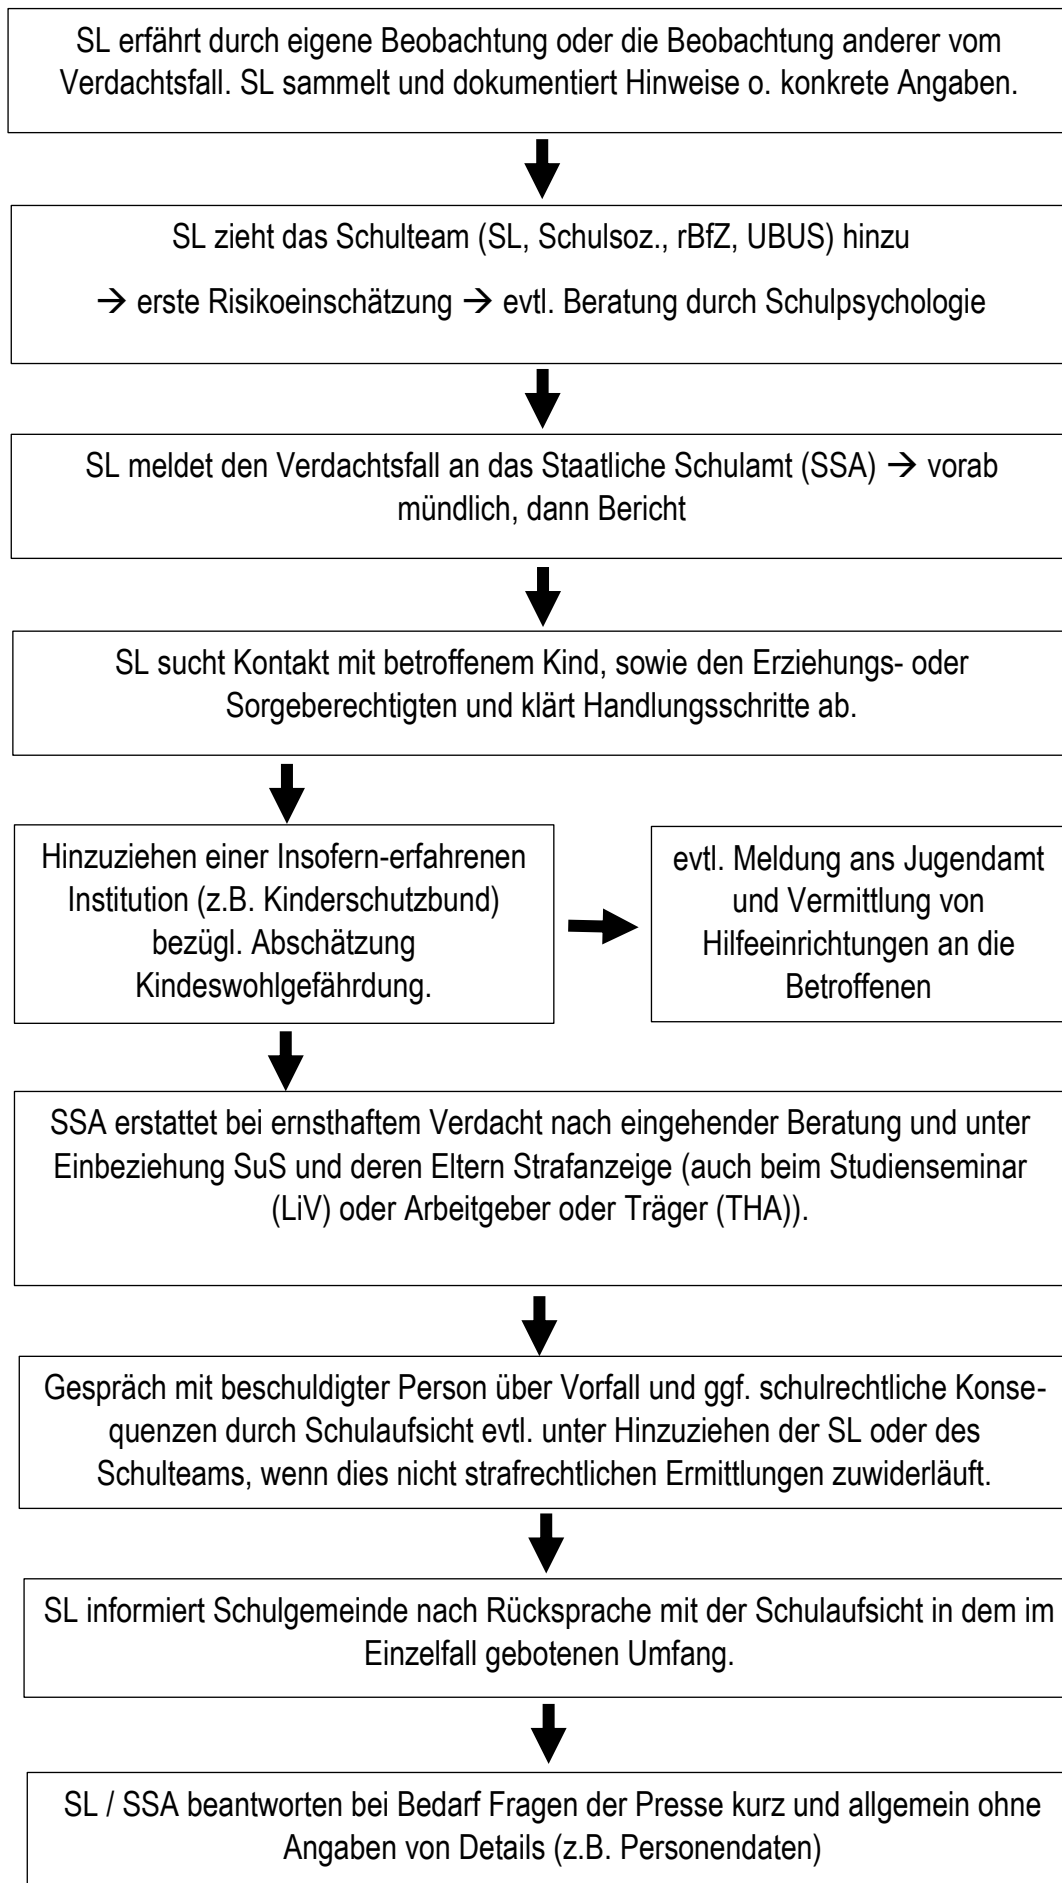 SL erfährt durch eigene Beobachtung oder die Beobachtung anderer vom
Verdachtsfall. SL sammelt und dokumentiert Hinweise o. konkrete Angaben.
SL zieht das Schulteam (SL, Schulsoz., rBfZ, UBUS) hinzu
→ erste Risikoeinschätzung → evtl. Beratung durch Schulpsychologie
SL meldet den Verdachtsfall an das Staatliche Schulamt (SSA) → vorab
mündlich, dann Bericht
SL sucht Kontakt mit betroffenem Kind, sowie den Erziehungs- oder
Sorgeberechtigten und klärt Handlungsschritte ab.
Hinzuziehen einer Insofern-erfahrenen
Institution (z.B. Kinderschutzbund)
bezügl. Abschätzung
Kindeswohlgefährdung.
evtl. Meldung ans Jugendamt
und Vermittlung von
Hilfeeinrichtungen an die
Betroffenen
SSA erstattet bei ernsthaftem Verdacht nach eingehender Beratung und unter
Einbeziehung SuS und deren Eltern Strafanzeige (auch beim Studienseminar
(LiV) oder Arbeitgeber oder Träger (THA)).
Gespräch mit beschuldigter Person über Vorfall und ggf. schulrechtliche Konse-
quenzen durch Schulaufsicht evtl. unter Hinzuziehen der SL oder des
Schulteams, wenn dies nicht strafrechtlichen Ermittlungen zuwiderläuft.
SL informiert Schulgemeinde nach Rücksprache mit der Schulaufsicht in dem im
Einzelfall gebotenen Umfang.
SL / SSA beantworten bei Bedarf Fragen der Presse kurz und allgemein ohne
Angaben von Details (z.B. Personendaten)